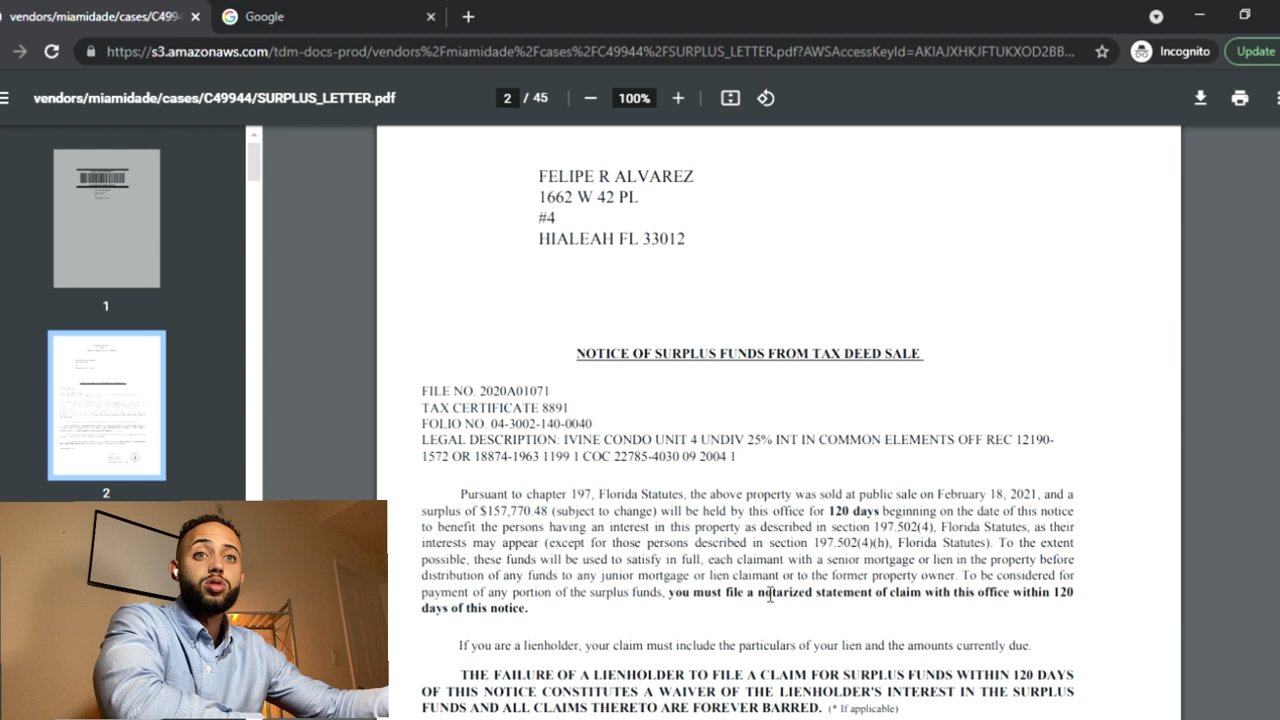 vendors/miamidade/cases/C499
Google
https://s3.amazonaws.com/tdm-docs-prod/vendors%2Fmiamidade%2Fcases%2FC49944%2FSURPLUS_LETTER.pdf?AWSAccessKeyId=AKIAJXHKJFTUKXOD2BB...
Incognito
Update
vendors/miamidade/cases/C49944/SURPLUS_LETTER.pdf
2 / 45
100%
1
2
FELIPE R ALVAREZ
1662 W 42 PL
#4
HIALEAH FL 33012
NOTICE OF SURPLUS FUNDS FROM TAX DEED SALE
FILE NO. 2020A01071
TAX CERTIFICATE 8891
FOLIO NO. 04-3002-140-0040
LEGAL DESCRIPTION: IVINE CONDO UNIT 4 UNDIV 25% INT IN COMMON ELEMENTS OFF REC 12190-
1572 OR 18874-1963 1199 1 COC 22785-4030 09 2004 1
Pursuant to chapter 197, Florida Statutes, the above property was sold at public sale on February 18, 2021, and a
surplus of $157,770.48 (subject to change) will be held by this office for 120 days beginning on the date of this notice
to benefit the persons having an interest in this property as described in section 197.502(4), Florida Statutes, as their
interests may appear (except for those persons described in section 197.502(4)(h), Florida Statutes). To the extent
possible, these funds will be used to satisfy in full, each claimant with a senior mortgage or lien in the property before
distribution of any funds to any junior mortgage or lien claimant or to the former property owner. To be considered for
payment of any portion of the surplus funds, you must file a notarized statement of claim with this office within 120
days of this notice.
If you are a lienholder, your claim must include the particulars of your lien and the amounts currently due.
THE FAILURE OF A LIENHOLDER TO FILE A CLAIM FOR SURPLUS FUNDS WITHIN 120 DAYS
OF THIS NOTICE CONSTITUTES A WAIVER OF THE LIENHOLDER'S INTEREST IN THE SURPLUS
FUNDS AND ALL CLAIMS THERETO ARE FOREVER BARRED. (* If applicable)